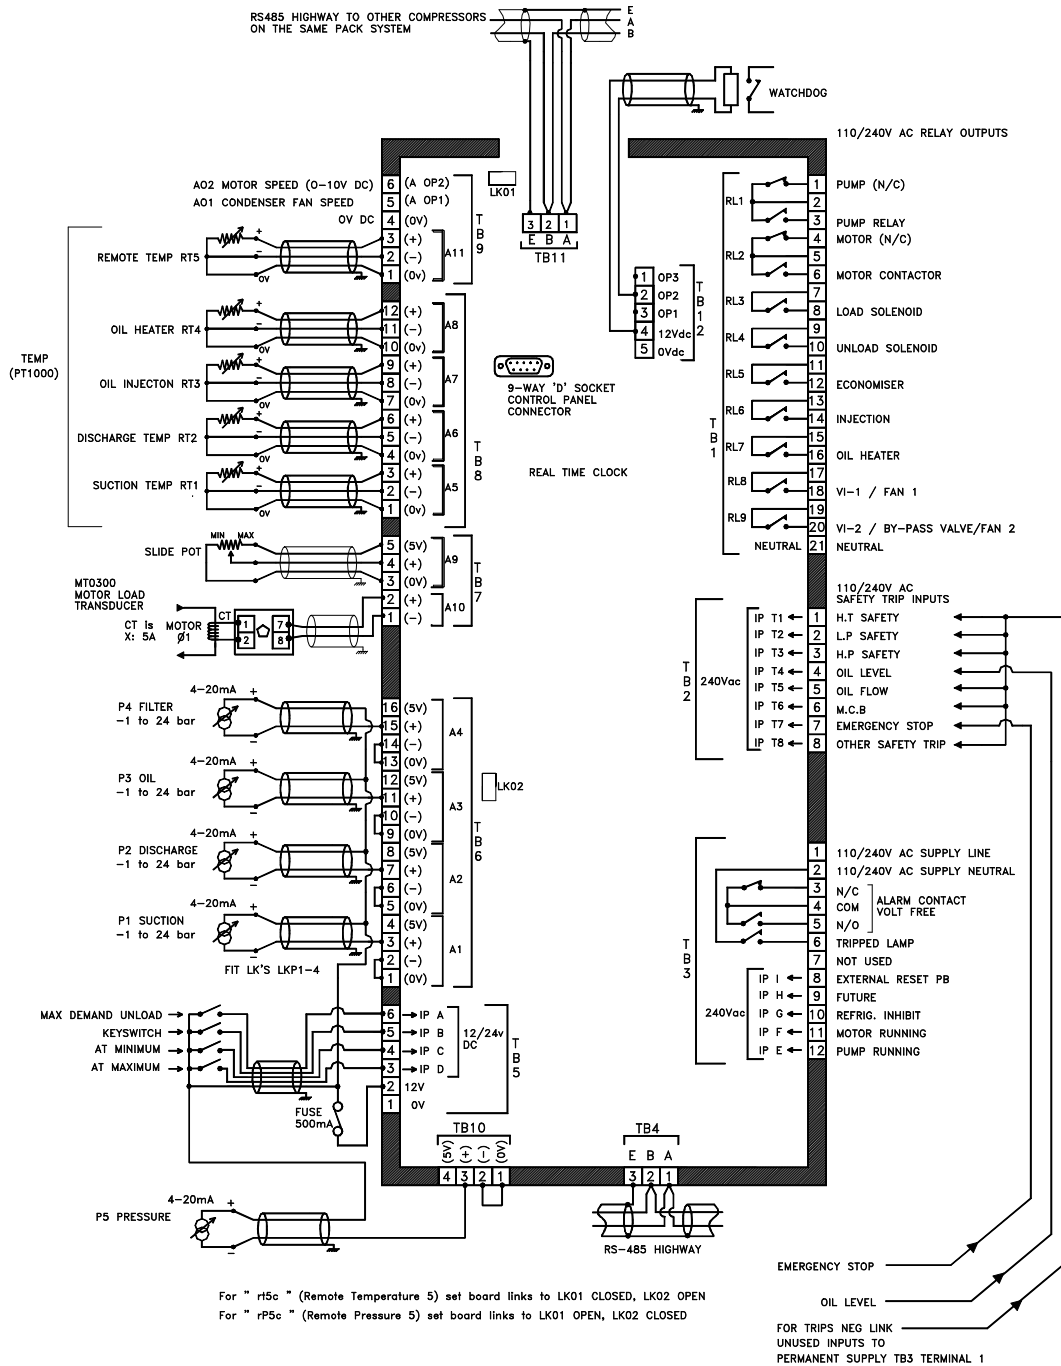 RS485 HIGHWAY TO OTHER COMPRESSORS
ON THE SAME PACK SYSTEM
E
A
B
WATCHDOG
110/240V AC RELAY OUTPUTS
LK01
3 2 1
E B A
TB11
AO2 MOTOR SPEED (0-10V DC) 6 (A OP2)
AO1 CONDENSER FAN SPEED 5 (A OP1)
0V DC 4 (0V)
3 (+)
REMOTE TEMP RT5 2 (-) A11
1 (0v)
+
-
0V
TB9
TEMP
(PT1000)
12 (+)
OIL HEATER RT4 11 (-) A8
10 (0v)
+
-
0V
9 (+)
OIL INJECTON RT3 8 (-) A7
7 (0v)
+
-
0V
6 (+)
DISCHARGE TEMP RT2 5 (-) A6
4 (0v)
+
-
3 (+)
SUCTION TEMP RT1 2 (-) A5
1 (0v)
+
-
0V
TB8
MIN MAX
SLIDE POT
5 (5V)
4 (+) A9
3 (0V)
2 (+) A10
1 (-)
TB7
MT0300
MOTOR LOAD
TRANSDUCER
CT Is MOTOR CT
X: 5A Ø1
1 7
2 8
4-20mA
P4 FILTER
-1 to 24 bar
+
-
16 (5V)
15 (+) A4
14 (-)
13 (0V)
4-20mA
P3 OIL
-1 to 24 bar
+
-
12 (5V)
11 (+) A3
10 (-)
9 (0V)
4-20mA
P2 DISCHARGE
-1 to 24 bar
+
-
8 (5V)
7 (+) A2
6 (-)
5 (0V)
4-20mA
P1 SUCTION
-1 to 24 bar
+
-
4 (5V)
3 (+) A1
2 (-)
1 (0V)
TB6
FIT LK'S LKP1-4
LK02
MAX DEMAND UNLOAD 6 IP A
KEYSWITCH 5 IP B
AT MINIMUM 4 IP C
AT MAXIMUM 3 IP D
12/24v
DC
2 12V
1 0V
TB5
FUSE
500mA
TB10
(5V) (+) (-) (0V)
4 3 2 1
4-20mA
P5 PRESSURE
+
-
TB4
E B A
3 2 1
RS-485 HIGHWAY
1 OP3
2 OP2
3 OP1
4 12Vdc
5 0Vdc
TB12
9-WAY 'D' SOCKET
CONTROL PANEL
CONNECTOR
REAL TIME CLOCK
TB1
1 PUMP (N/C)
RL1 2
3 PUMP RELAY
4 MOTOR (N/C)
RL2 5
6 MOTOR CONTACTOR
7
RL3 8 LOAD SOLENOID
9
RL4 10 UNLOAD SOLENOID
11
RL5 12 ECONOMISER
13
RL6 14 INJECTION
15
RL7 16 OIL HEATER
17
RL8 18 VI-1 / FAN 1
19
RL9 20 VI-2 / BY-PASS VALVE/FAN 2
NEUTRAL 21 NEUTRAL
110/240V AC
SAFETY TRIP INPUTS
TB2
240Vac
IP T1 1 H.T SAFETY
IP T2 2 L.P SAFETY
IP T3 3 H.P SAFETY
IP T4 4 OIL LEVEL
IP T5 5 OIL FLOW
IP T6 6 M.C.B
IP T7 7 EMERGENCY STOP
IP T8 8 OTHER SAFETY TRIP
TB3
1 110/240V AC SUPPLY LINE
2 110/240V AC SUPPLY NEUTRAL
3 N/C
4 COM
5 N/O
ALARM CONTACT
VOLT FREE
6 TRIPPED LAMP
7 NOT USED
240Vac
IP I 8 EXTERNAL RESET PB
IP H 9 FUTURE
IP G 10 REFRIG. INHIBIT
IP F 11 MOTOR RUNNING
IP E 12 PUMP RUNNING
EMERGENCY STOP
OIL LEVEL
FOR TRIPS NEG LINK
UNUSED INPUTS TO
PERMANENT SUPPLY TB3 TERMINAL 1
For " rt5c " (Remote Temperature 5) set board links to LK01 CLOSED, LK02 OPEN
For " rP5c " (Remote Pressure 5) set board links to LK01 OPEN, LK02 CLOSED